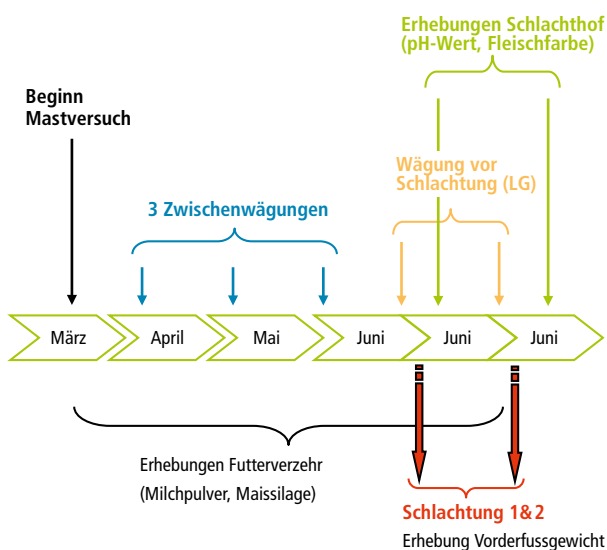 Erhebungen Schlachthof
(pH-Wert, Fleischfarbe)
Beginn
Mastversuch
Wägung vor
Schlachtung (LG)
3 Zwischenwägungen
März
April
Mai
Juni
Juni
Juni
Erhebungen Futterverzehr
(Milchpulver, Maissilage)
Schlachtung 1&2
Erhebung Vorderfussgewicht